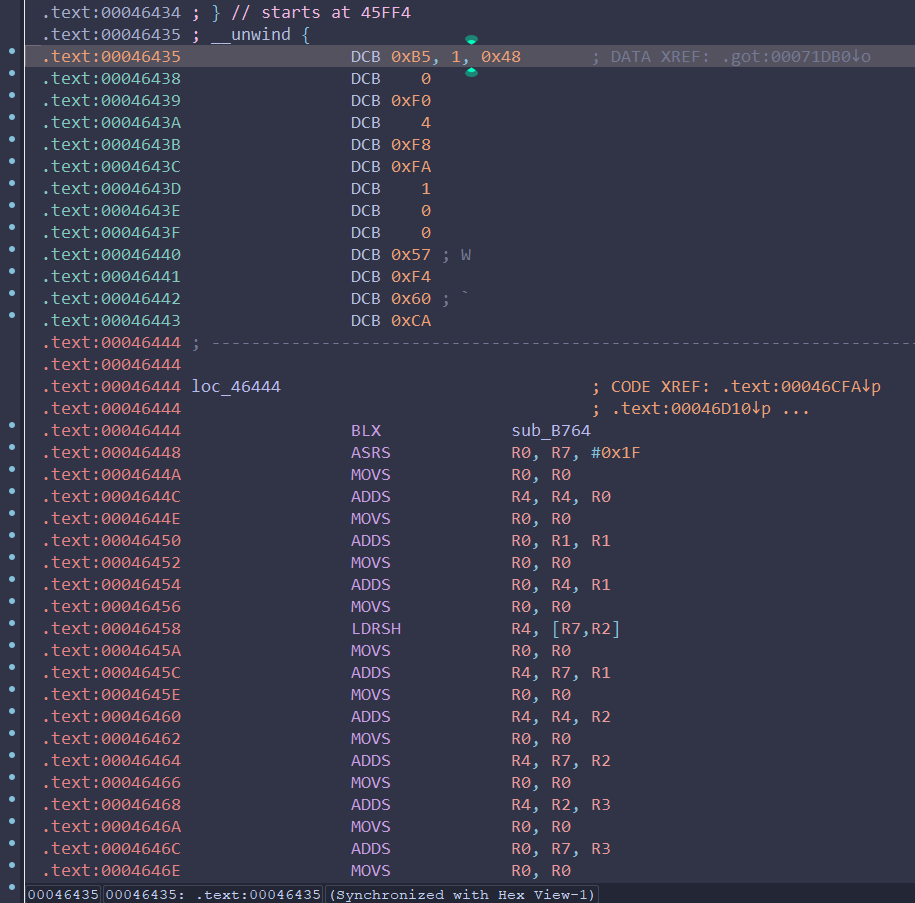 .text:00046434 ; } // starts at 45FF4
.text:00046435 ; __unwind {
.text:00046435 DCB 0xB5, 1, 0x48 ; DATA XREF: .got:00071DB0↓o
.text:00046438 DCB 0
.text:00046439 DCB 0xF0
.text:0004643A DCB 4
.text:0004643B DCB 0xF8
.text:0004643C DCB 0xFA
.text:0004643D DCB 1
.text:0004643E DCB 0
.text:0004643F DCB 0
.text:00046440 DCB 0x57 ; W
.text:00046441 DCB 0xF4
.text:00046442 DCB 0x60 ; `
.text:00046443 DCB 0xCA
.text:00046444 ; ---------------------------------------------------------------------------
.text:00046444
.text:00046444 loc_46444 ; CODE XREF: .text:00046CFA↓p
.text:00046444 ; .text:00046D10↓p ...
.text:00046444 BLX sub_B764
.text:00046448 ASRS R0, R7, #0x1F
.text:0004644A MOVS R0, R0
.text:0004644C ADDS R4, R4, R0
.text:0004644E MOVS R0, R0
.text:00046450 ADDS R0, R1, R1
.text:00046452 MOVS R0, R0
.text:00046454 ADDS R0, R4, R1
.text:00046456 MOVS R0, R0
.text:00046458 LDRSH R4, [R7,R2]
.text:0004645A MOVS R0, R0
.text:0004645C ADDS R4, R7, R1
.text:0004645E MOVS R0, R0
.text:00046460 ADDS R4, R4, R2
.text:00046462 MOVS R0, R0
.text:00046464 ADDS R4, R7, R2
.text:00046466 MOVS R0, R0
.text:00046468 ADDS R4, R2, R3
.text:0004646A MOVS R0, R0
.text:0004646C ADDS R0, R7, R3
.text:0004646E MOVS R0, R0
00046435 00046435: .text:00046435 (Synchronized with Hex View-1)